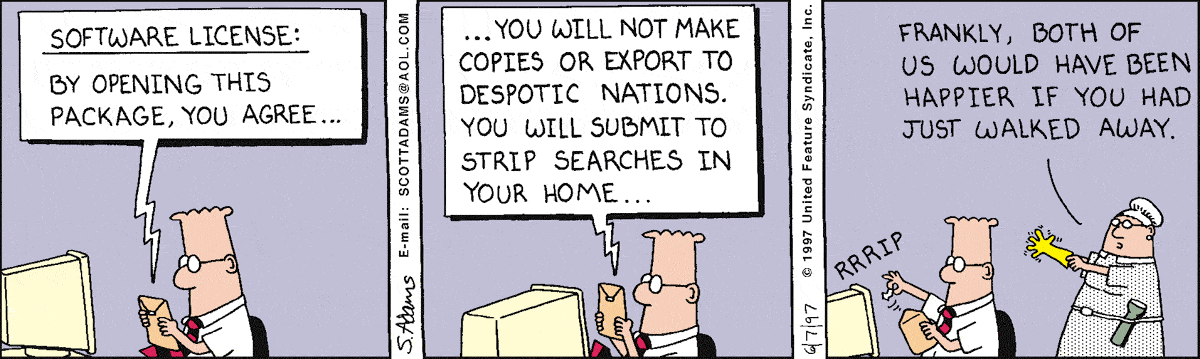 SOFTWARE LICENSE:
BY OPENING THIS
PACKAGE, YOU AGREE...
S. Adams
E-mail: SCOTTADAMS@AOL.COM
...YOU WILL NOT MAKE
COPIES OR EXPORT TO
DESPOTIC NATIONS.
YOU WILL SUBMIT TO
STRIP SEARCHES IN
YOUR HOME...
6/7/97
© 1997 United Feature Syndicate, Inc.
FRANKLY, BOTH OF
US WOULD HAVE BEEN
HAPPIER IF YOU HAD
JUST WALKED AWAY.
RRRIP